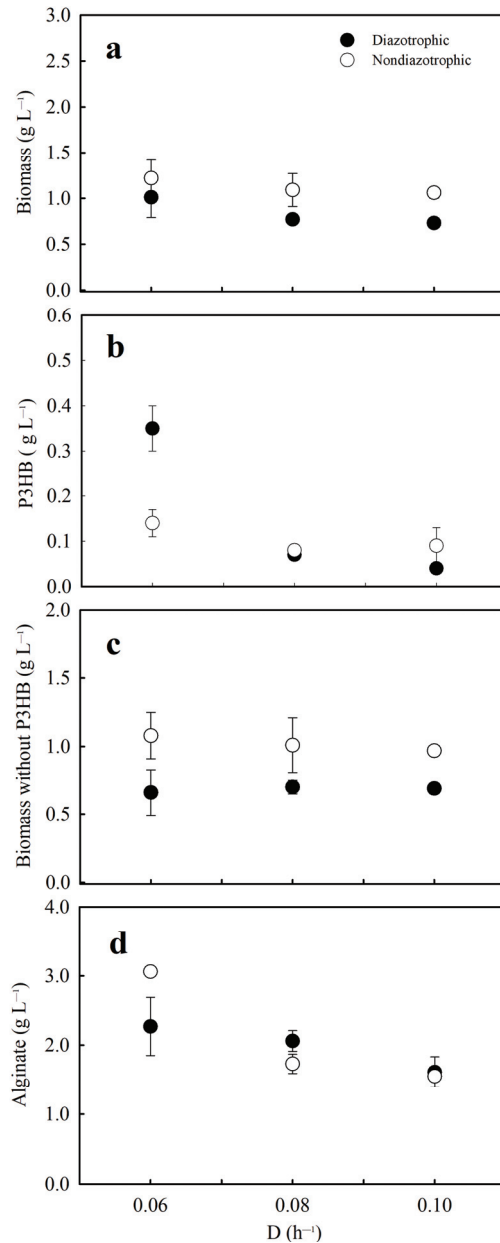 3.0
a
Diazotrophic
Nondiazotrophic
2.5
2.0
1.5
1.0
0.5
0.0
Biomass (g L⁻¹)
0.6
b
0.5
0.4
0.3
0.2
0.1
0.0
P3HB ( g L⁻¹)
2.0
c
1.5
1.0
0.5
0.0
Biomass without P3HB (g L⁻¹)
4.0
d
3.0
2.0
1.0
0.0
Alginate (g L⁻¹)
0.06 0.08 0.10
D (h⁻¹)